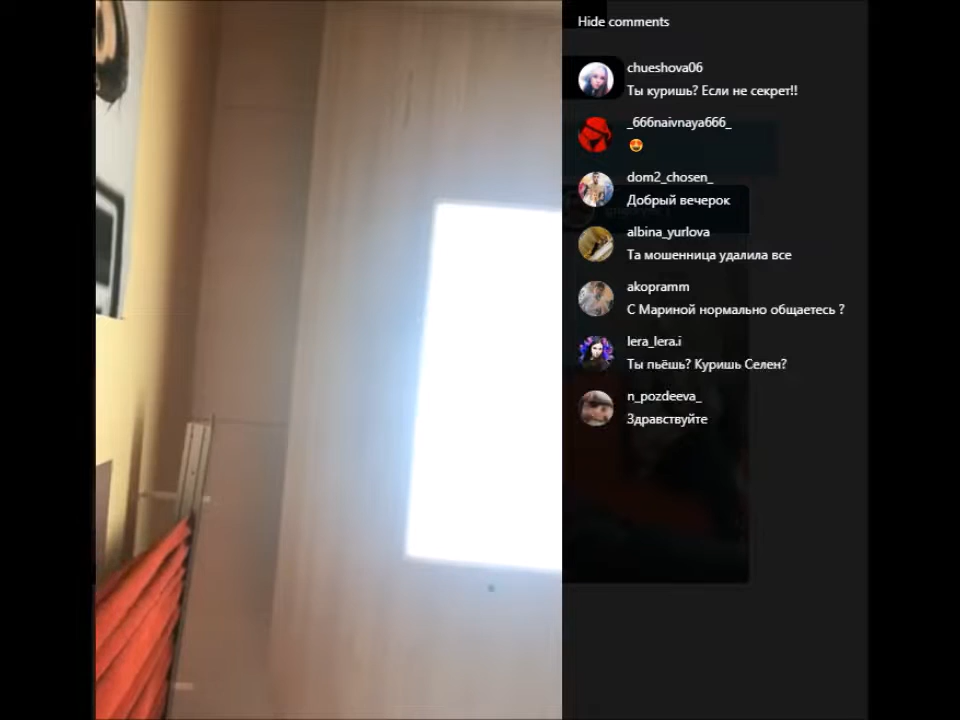 Hide comments
chueshova06
Ты куришь? Если не секрет!!
_666naivnaya666_
😍
dom2_chosen_
Добрый вечерок
albina_yurlova
Та мошенница удалила все
akopramm
С Мариной нормально общаетесь ?
lera_lera.i
Ты пьёшь? Куришь Селен?
n_pozdeeva_
Здравствуйте